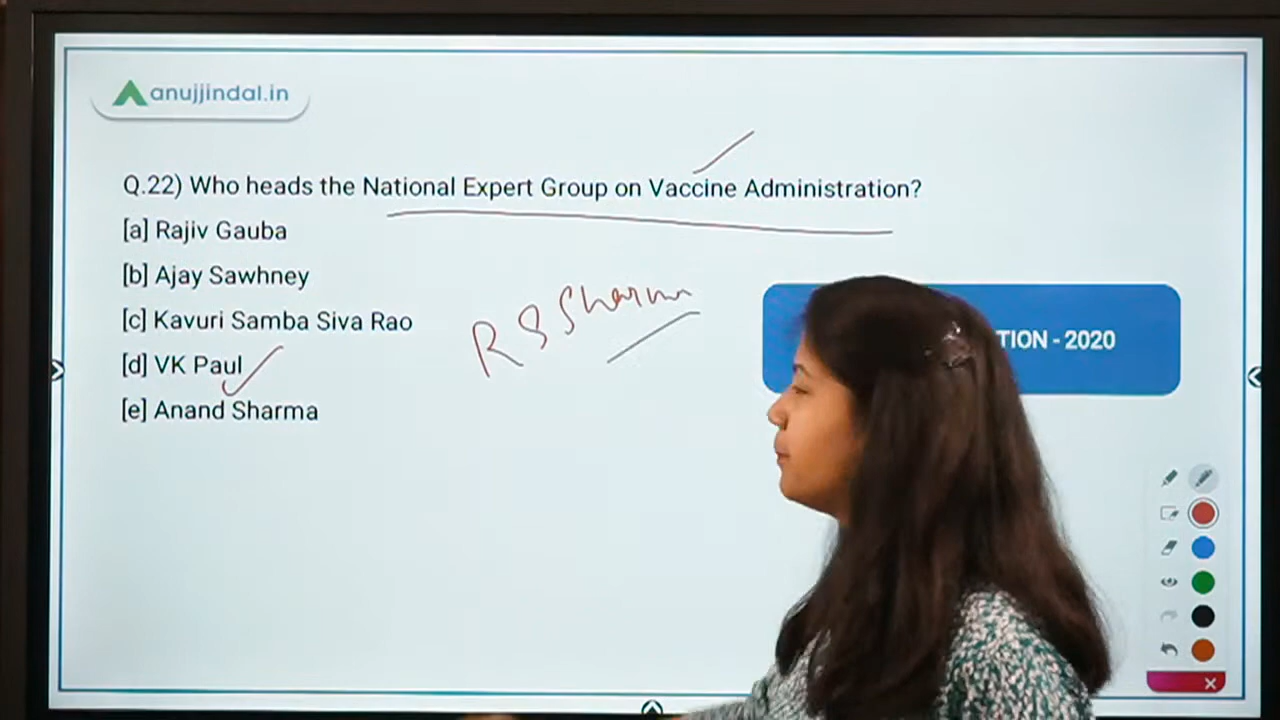 anujjindal.in
Q.22) Who heads the National Expert Group on Vaccine Administration?
[a] Rajiv Gauba
[b] Ajay Sawhney
[c] Kavuri Samba Siva Rao
[d] VK Paul
[e] Anand Sharma
R S Sharma
TION - 2020